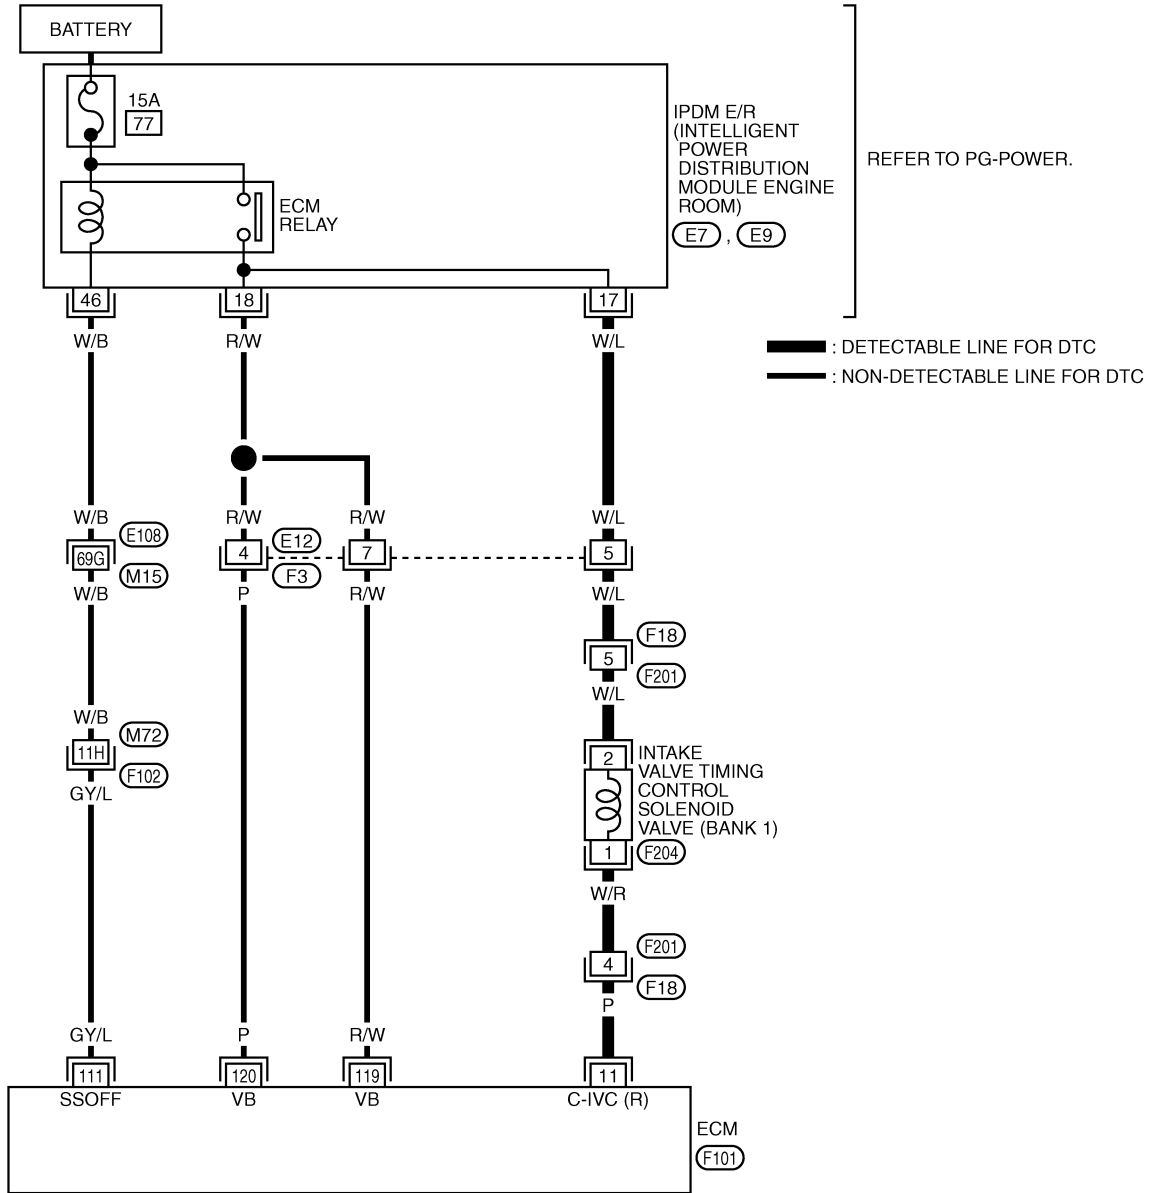 BATTERY
15A
77
ECM
RELAY
IPDM E/R
(INTELLIGENT
POWER
DISTRIBUTION
MODULE ENGINE
ROOM)
E7 , E9
REFER TO PG-POWER.
46 18 17
W/B R/W W/L
: DETECTABLE LINE FOR DTC
: NON-DETECTABLE LINE FOR DTC
W/B R/W R/W W/L
E108 E12
69G 4 7 5
M15 F3
W/B P R/W W/L
F18
5
F201
W/L
W/B
M72
11H
F102
GY/L
2
INTAKE
VALVE TIMING
CONTROL
SOLENOID
VALVE (BANK 1)
1 F204
W/R
F201
4
F18
P
GY/L P R/W
111 120 119 11
SSOFF VB VB C-IVC (R)
ECM
F101